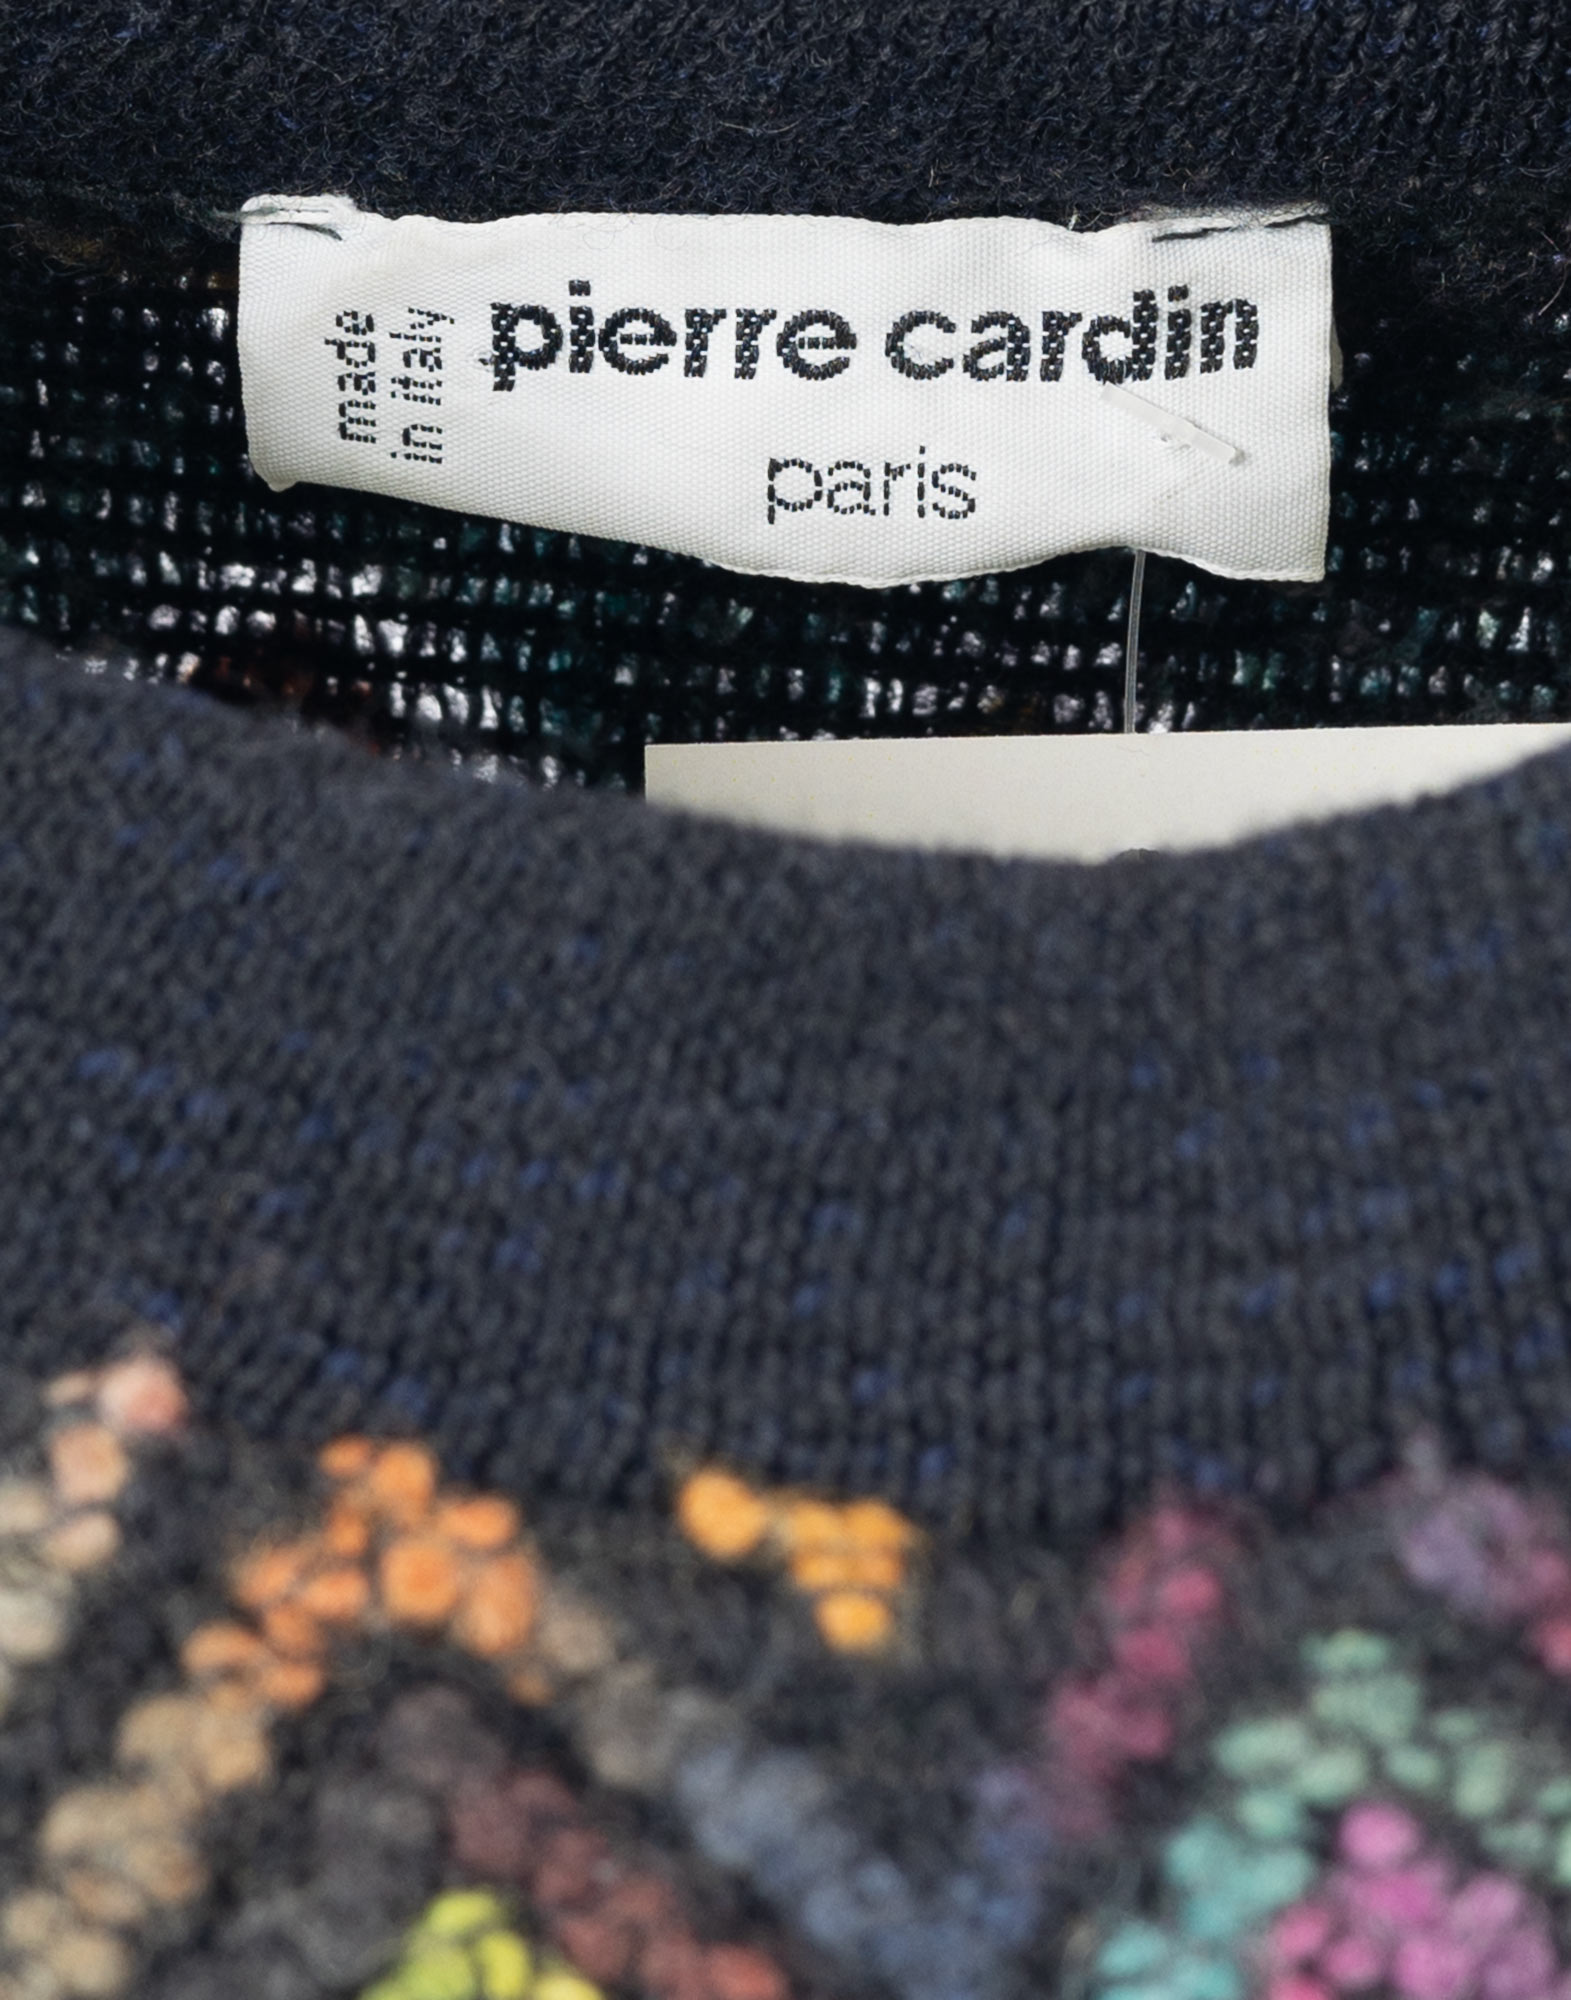 made
in italy
pierre cardin
paris